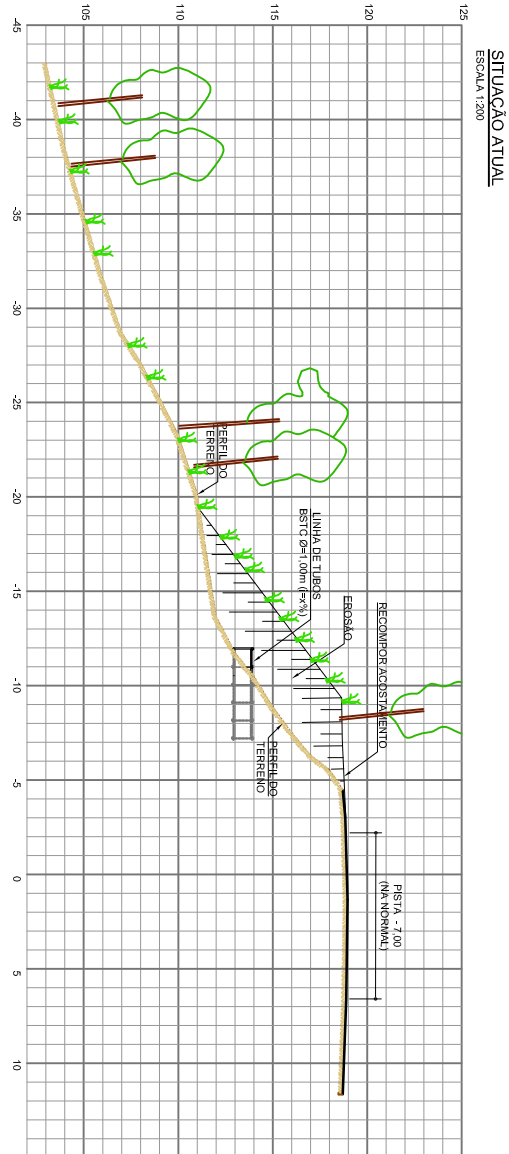 SITUAÇÃO ATUAL
ESCALA 1:200
125
120
115
110
105
-45
-40
-35
-30
-25
-20
-15
-10
-5
0
5
10
RECOMPOR ACOSTAMENTO
EROSÃO
LINHA DE TUBOS
BSTC Ø=1,00m (i=x%)
PERFIL DO
TERRENO
PERFIL DO
TERRENO
PISTA - 7,00
(NA NORMAL)